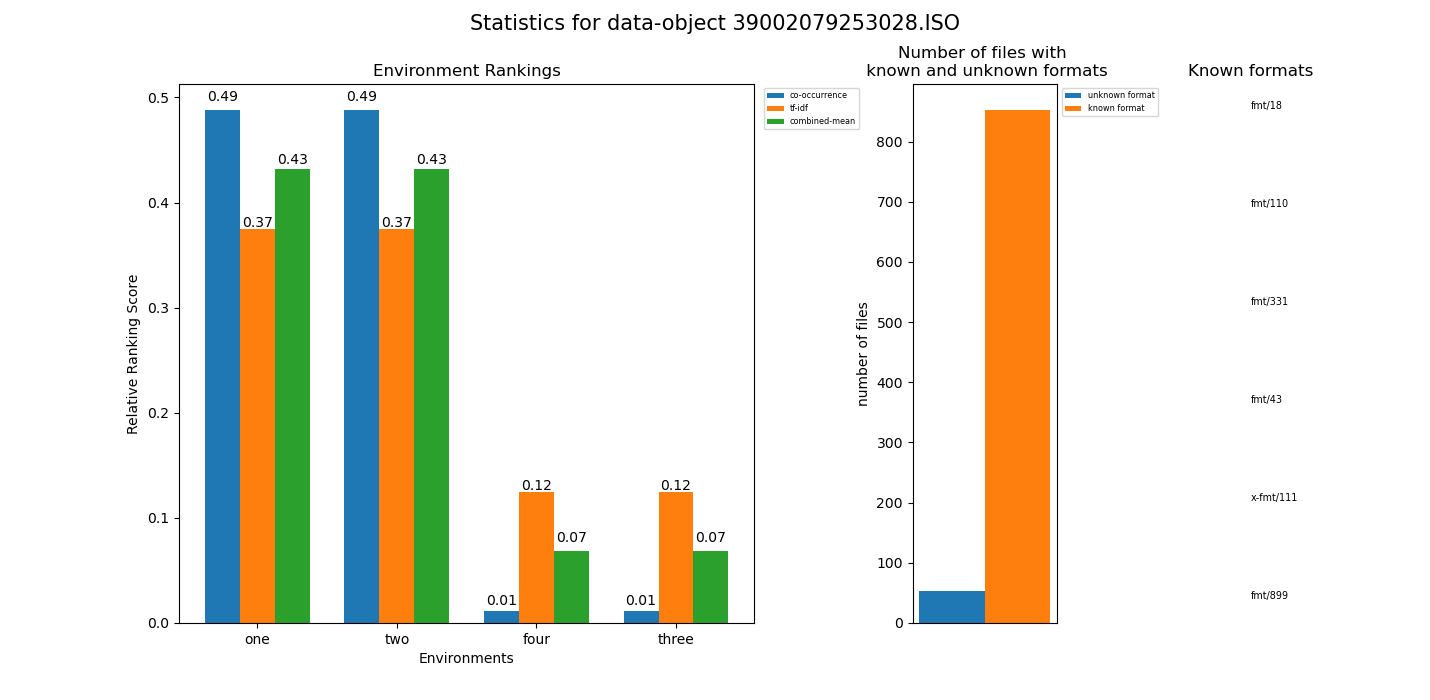 Statistics for data-object 39002079253028.ISO
Environment Rankings
0.5
0.4
0.3
0.2
0.1
0.0
Relative Ranking Score
0.49
0.37
0.43
0.49
0.37
0.43
0.01
0.12
0.07
0.01
0.12
0.07
one
two
four
three
Environments
co-occurrence
tf-idf
combined-mean
Number of files with
known and unknown formats
800
700
600
500
400
300
200
100
0
number of files
unknown format
known format
Known formats
fmt/18
fmt/110
fmt/331
fmt/43
x-fmt/111
fmt/899